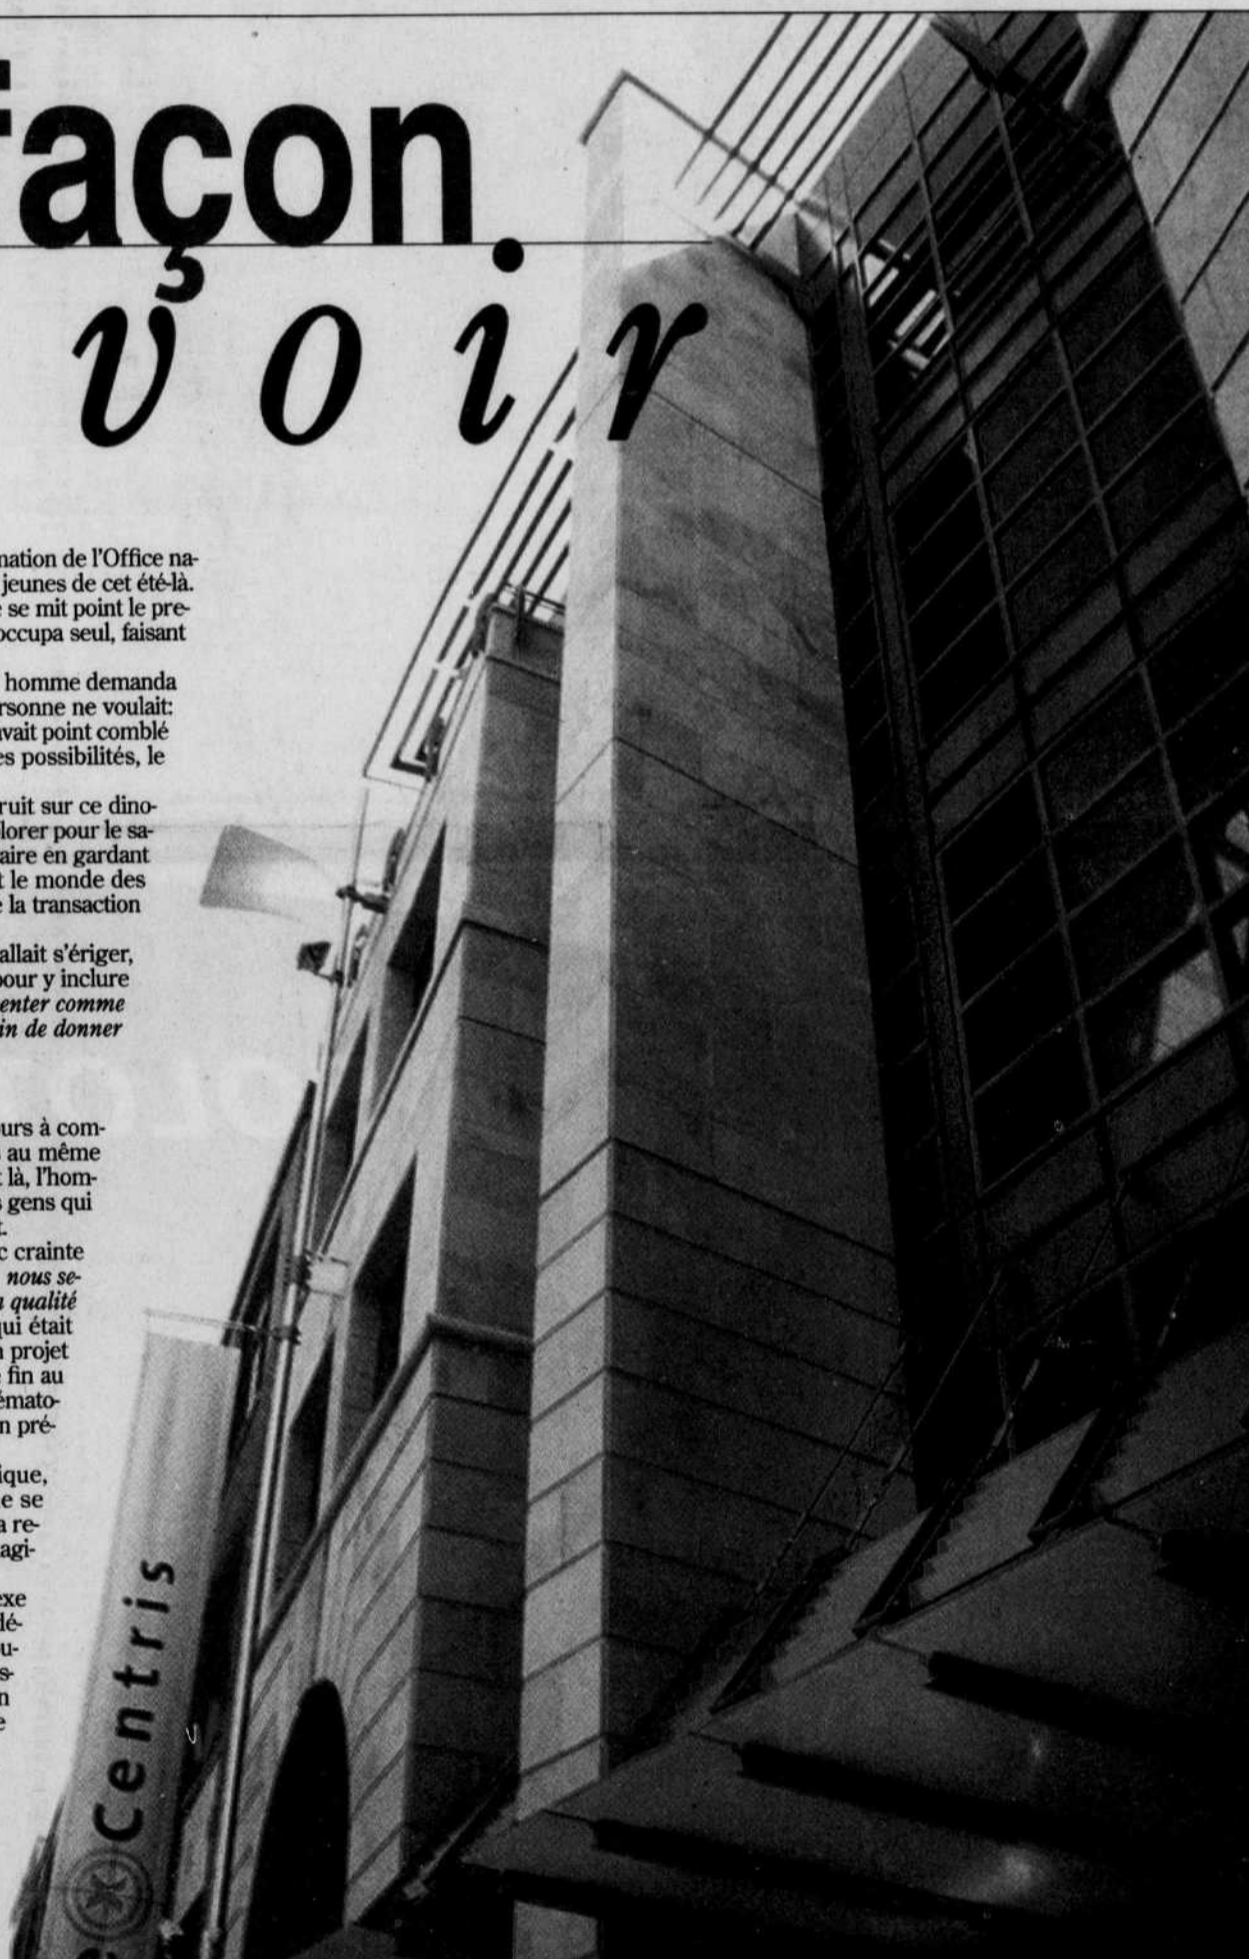 façon
voir
nation de l'Office na-
jeunes de cet été-là.
se mit point le pre-
occupa seul, faisant
homme demanda
rsonne ne voulait:
avait point comblé
es possibilités, le
ruit sur ce dino-
lorer pour le sa-
aire en gardant
t le monde des
e la transaction
allait s'ériger,
pour y inclure
enter comme
in de donner
urs à com-
au même
t là, l'hom-
s gens qui
t.
c crainte
nous se-
a qualité
qui était
n projet
fin au
émato-
n pré-
ique,
e se
a re-
agi-
exe
dé-
u-
s-
n
e
centris